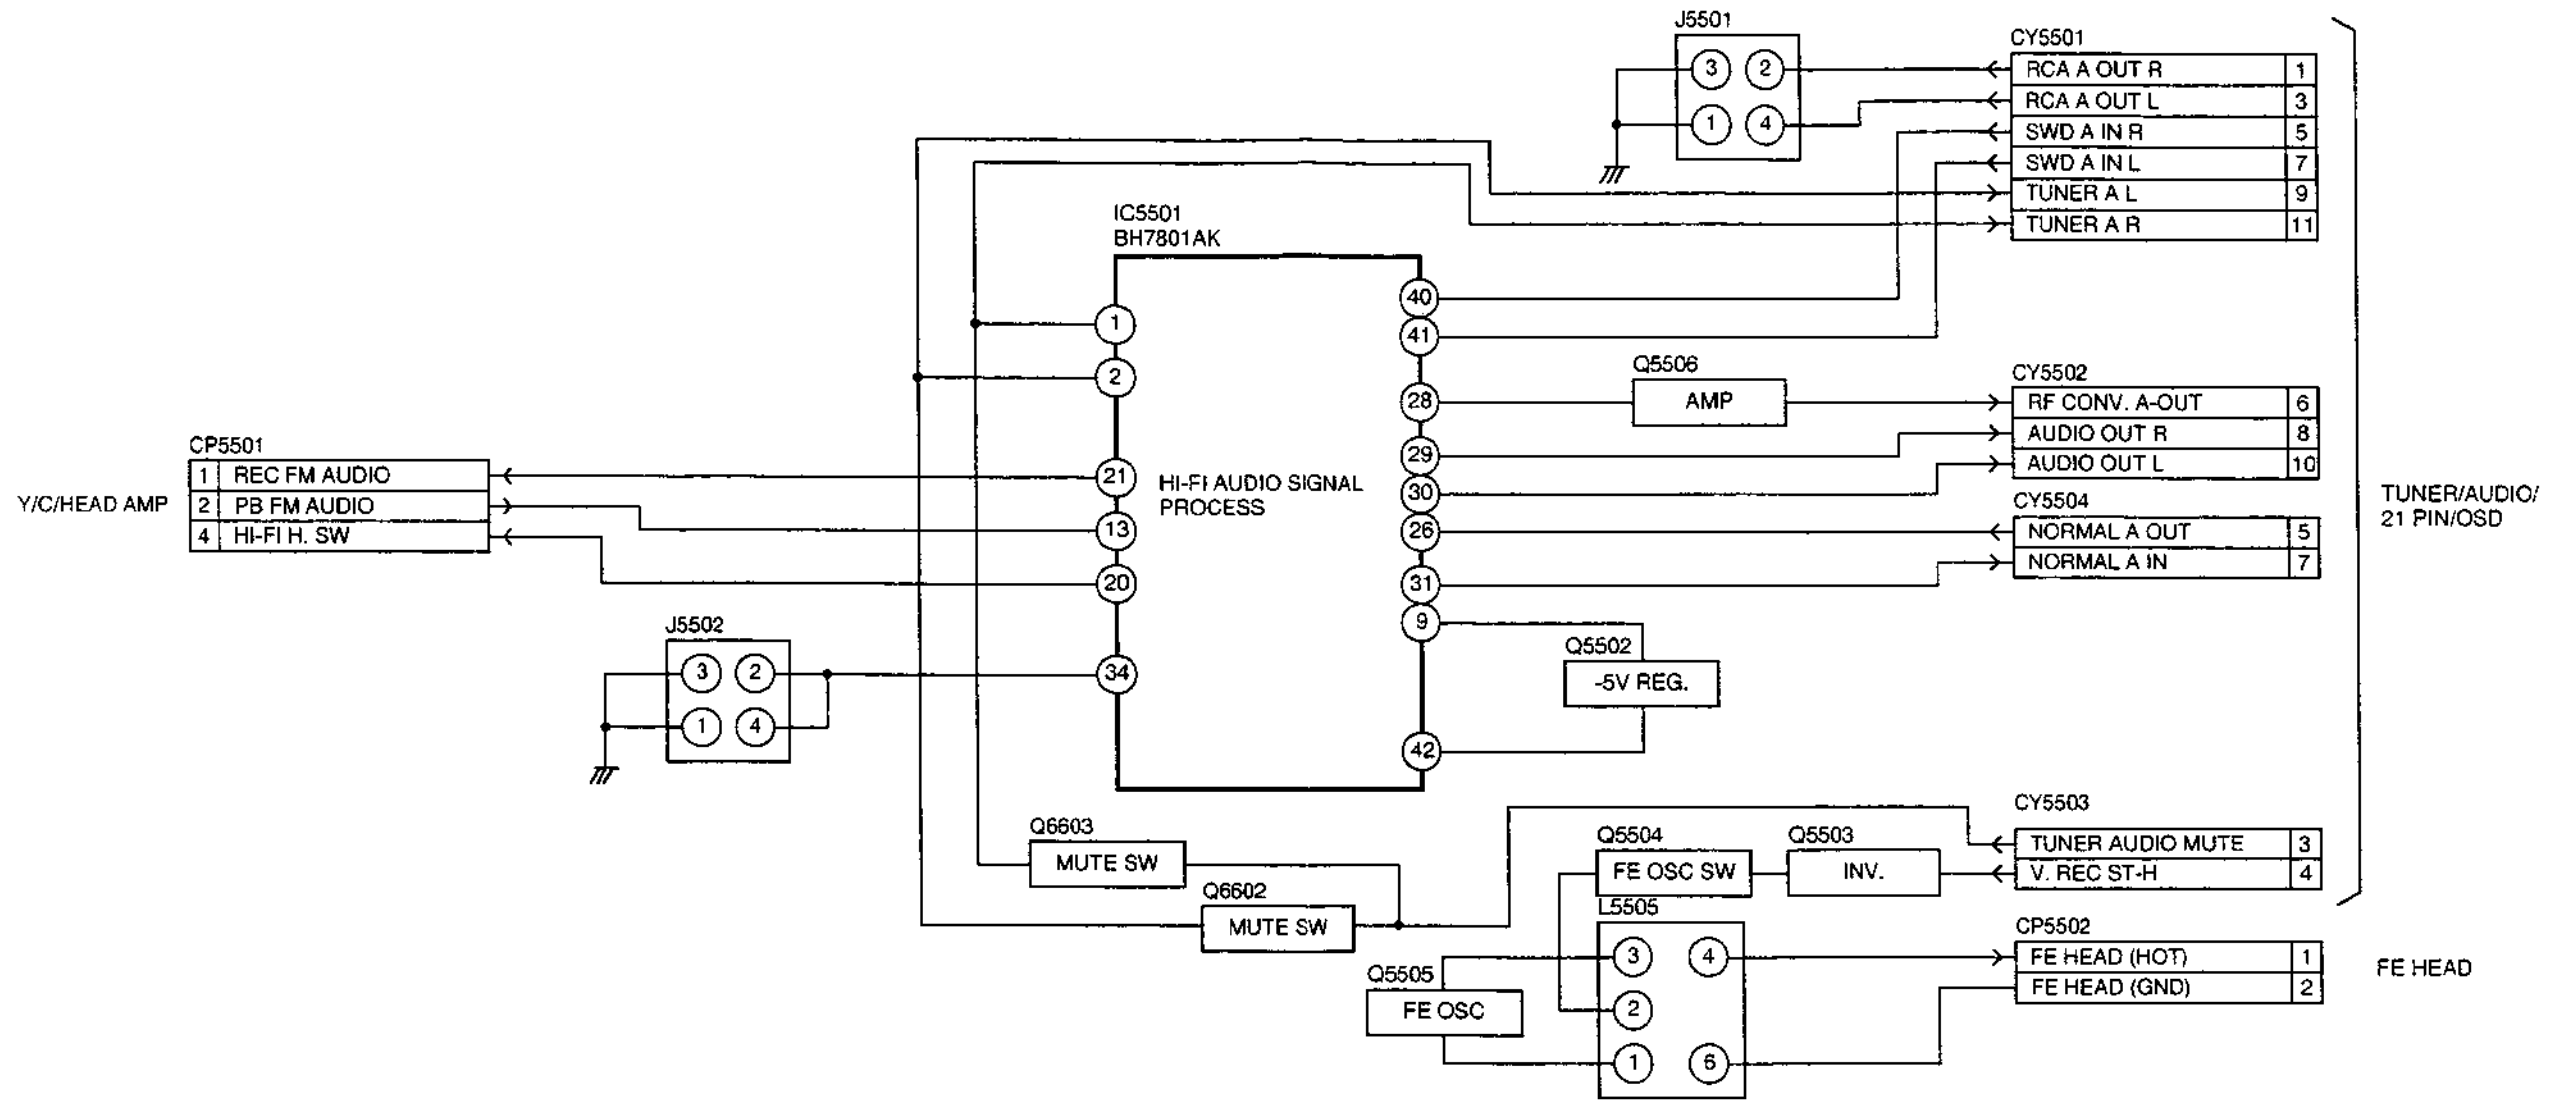 J5501
3 2
1 4
CY5501
RCA A OUT R 1
RCA A OUT L 3
SWD A IN R 5
SWD A IN L 7
TUNER A L 9
TUNER A R 11
IC5501
BH7801AK
1
2
21
13
20
34
HI-FI AUDIO SIGNAL
PROCESS
40
41
28
29
30
26
31
9
42
Q5506
AMP
CY5502
RF CONV. A-OUT 6
AUDIO OUT R 8
AUDIO OUT L 10
CY5504
NORMAL A OUT 5
NORMAL A IN 7
TUNER/AUDIO/
21 PIN/OSD
CP5501
1 REC FM AUDIO
2 PB FM AUDIO
4 HI-FI H. SW
Y/C/HEAD AMP
J5502
3 2
1 4
Q5502
-5V REG.
Q6603
MUTE SW
Q6602
MUTE SW
Q5504
FE OSC SW
Q5503
INV.
CY5503
TUNER AUDIO MUTE 3
V. REC ST-H 4
L5505
3 4
2
1 6
Q5505
FE OSC
CP5502
FE HEAD (HOT) 1
FE HEAD (GND) 2
FE HEAD